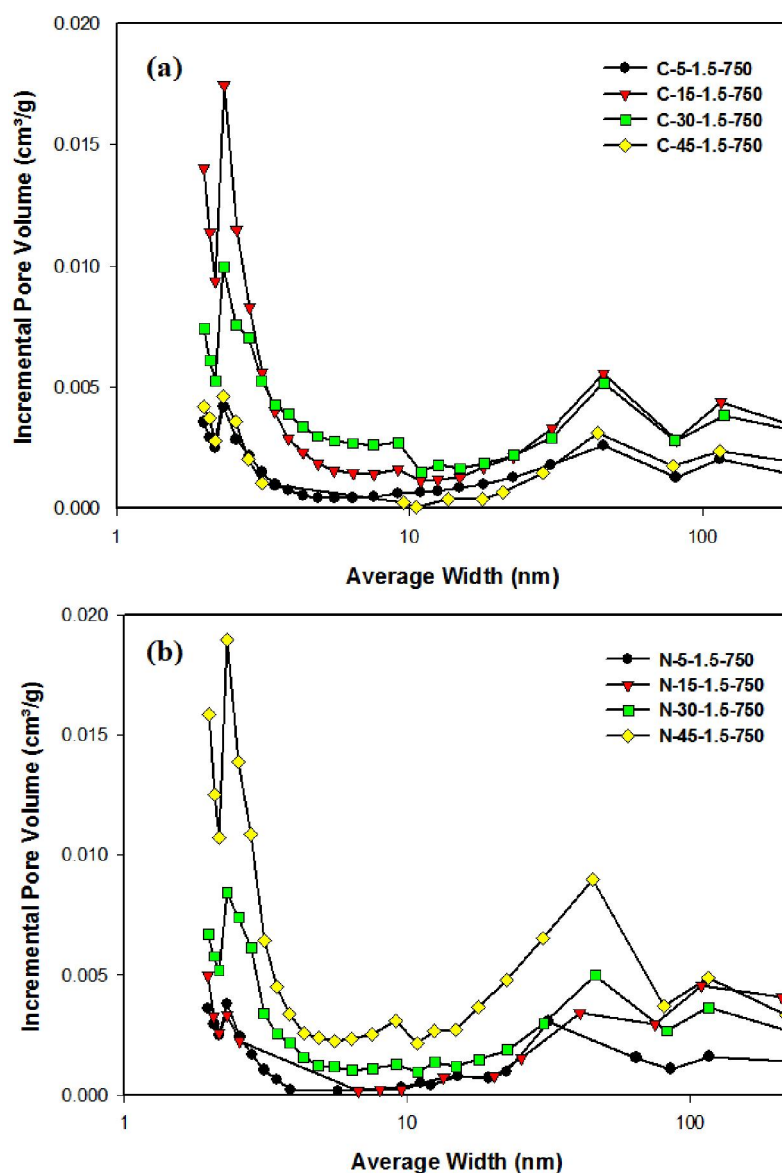 0.020
(a)
C-5-1.5-750
C-15-1.5-750
C-30-1.5-750
C-45-1.5-750
0.015
0.010
0.005
0.000
Incremental Pore Volume (cm³/g)
1 10 100
Average Width (nm)
0.020
(b)
N-5-1.5-750
N-15-1.5-750
N-30-1.5-750
N-45-1.5-750
0.015
0.010
0.005
0.000
Incremental Pore Volume (cm³/g)
1 10 100
Average Width (nm)